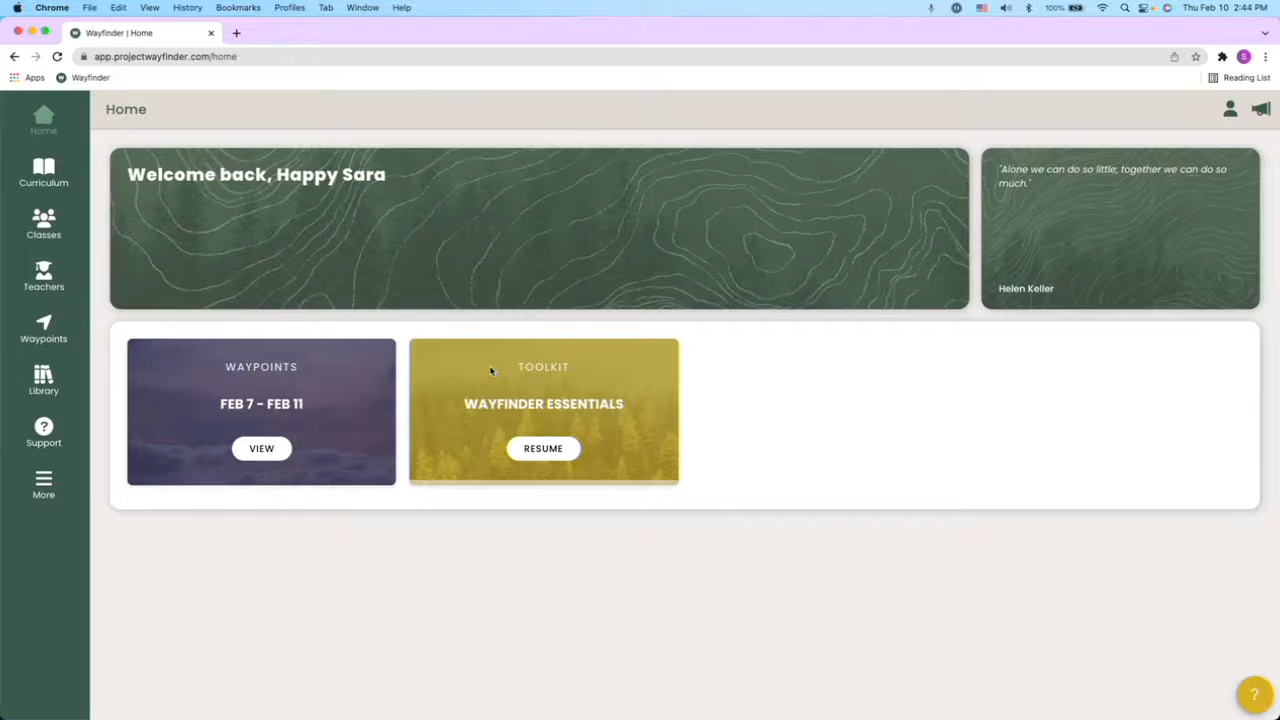 Chrome File Edit View History Bookmarks Profiles Tab Window Help 100% Thu Feb 10 2:44 PM
Wayfinder | Home
app.projectwayfinder.com/home S
Apps Wayfinder Reading List
Home
Home
Curriculum
Classes
Teachers
Waypoints
Library
Support
More
Welcome back, Happy Sara
"Alone we can do so little; together we can do so
much."
Helen Keller
WAYPOINTS
FEB 7 - FEB 11
VIEW
TOOLKIT
WAYFINDER ESSENTIALS
RESUME
?